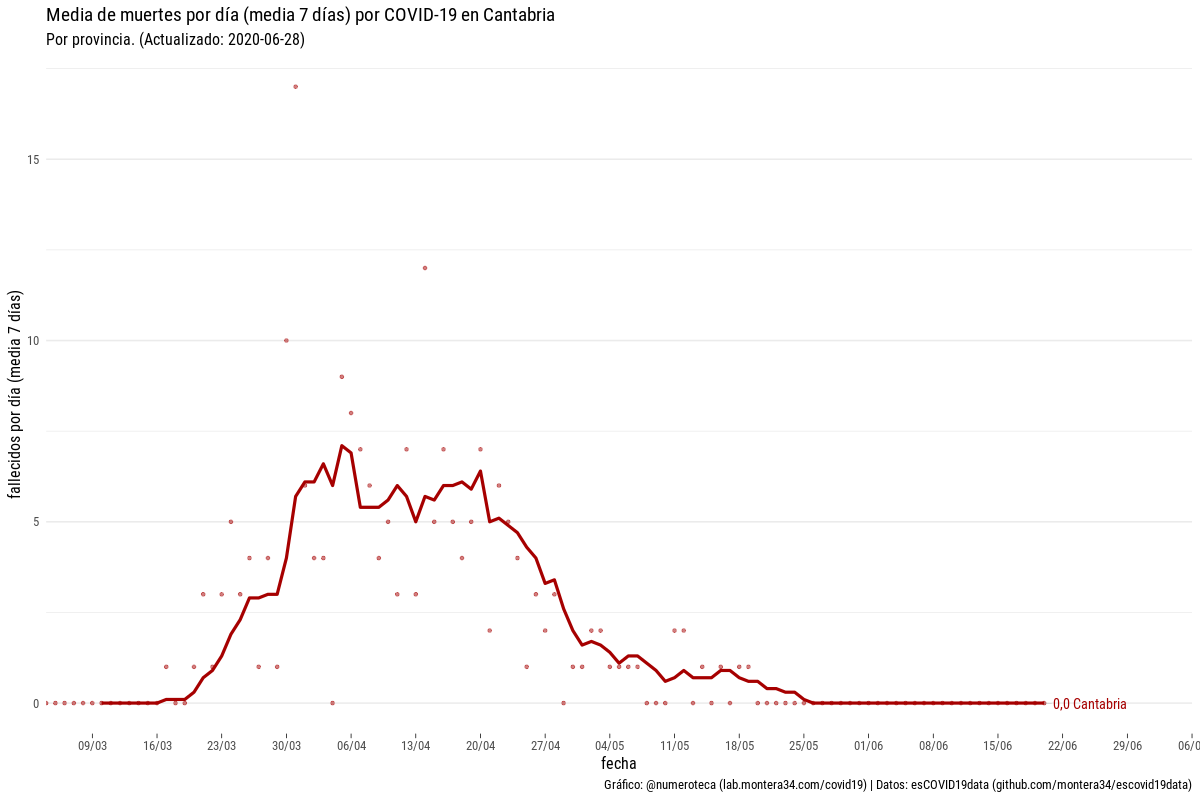 Media de muertes por día (media 7 días) por COVID-19 en Cantabria
Por provincia. (Actualizado: 2020-06-28)
fallecidos por día (media 7 días)
15
10
5
0
0,0 Cantabria
09/03 16/03 23/03 30/03 06/04 13/04 20/04 27/04 04/05 11/05 18/05 25/05 01/06 08/06 15/06 22/06 29/06 06/0
fecha
Gráfico: @numeroteca (lab.montera34.com/covid19) | Datos: esCOVID19data (github.com/montera34/escovid19data)